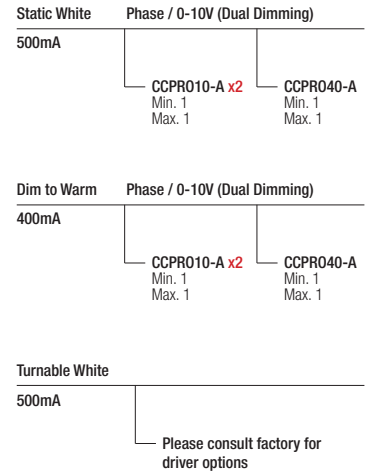 Static White Phase / 0-10V (Dual Dimming)
500mA
CCPRO10-A x2 CCPRO40-A
Min. 1 Min. 1
Max. 1 Max. 1
Dim to Warm Phase / 0-10V (Dual Dimming)
400mA
CCPRO10-A x2 CCPRO40-A
Min. 1 Min. 1
Max. 1 Max. 1
Turnable White
500mA
Please consult factory for
driver options